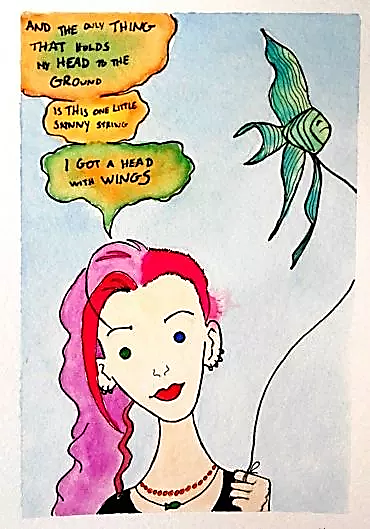 AND THE ONLY THING
THAT HOLDS
MY HEAD TO THE
GROUND
IS THIS ONE LITTLE
SKINNY STRING
I GOT A HEAD
WITH WINGS